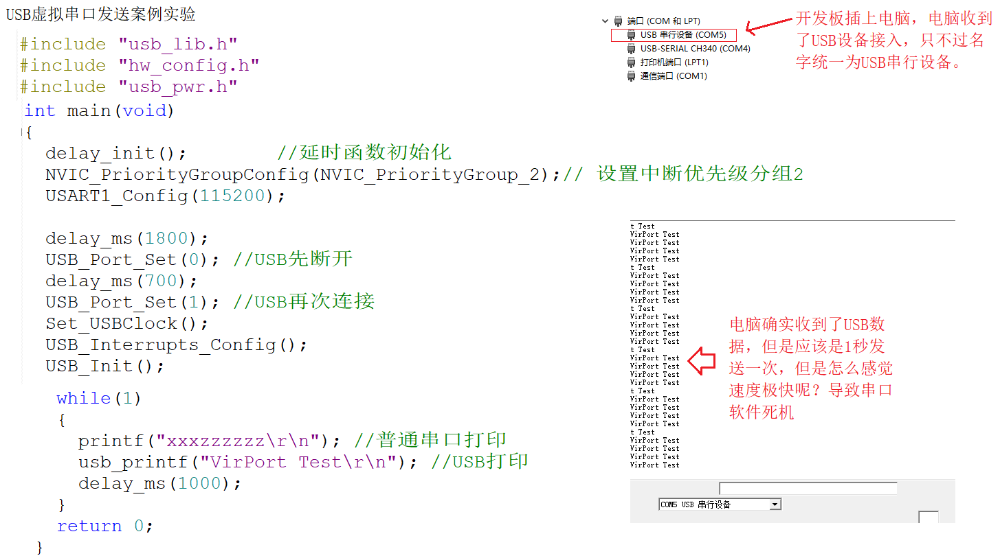 USB虚拟串口发送案例实验
#include "usb_lib.h"
#include "hw_config.h"
#include "usb_pwr.h"
int main(void)
{
delay_init(); //延时函数初始化
NVIC_PriorityGroupConfig(NVIC_PriorityGroup_2);// 设置中断优先级分组2
USART1_Config(115200);
delay_ms(1800);
USB_Port_Set(0); //USB先断开
delay_ms(700);
USB_Port_Set(1); //USB再次连接
Set_USBClock();
USB_Interrupts_Config();
USB_Init();
while(1)
{
printf("xxxzzzzzz\r\n"); //普通串口打印
usb_printf("VirPort Test\r\n"); //USB打印
delay_ms(1000);
}
return 0;
}
端口 (COM 和 LPT)
USB 串行设备 (COM5)
USB-SERIAL CH340 (COM4)
打印机端口 (LPT1)
通信端口 (COM1)
开发板插上电脑，电脑收到
了USB设备接入，只不过名
字统一为USB串行设备。
t Test
VirPort Test
VirPort Test
VirPort Test
VirPort Test
t Test
VirPort Test
VirPort Test
VirPort Test
VirPort Test
t Test
VirPort Test
VirPort Test
VirPort Test
VirPort Test
t Test
VirPort Test
VirPort Test
VirPort Test
VirPort Test
t Test
VirPort Test
VirPort Test
VirPort Test
VirPort Test
t Test
VirPort Test
VirPort Test
VirPort Test
VirPort Test
电脑确实收到了USB数
据，但是应该是1秒发
送一次，但是怎么感觉
速度极快呢？导致串口
软件死机
COM5 USB 串行设备